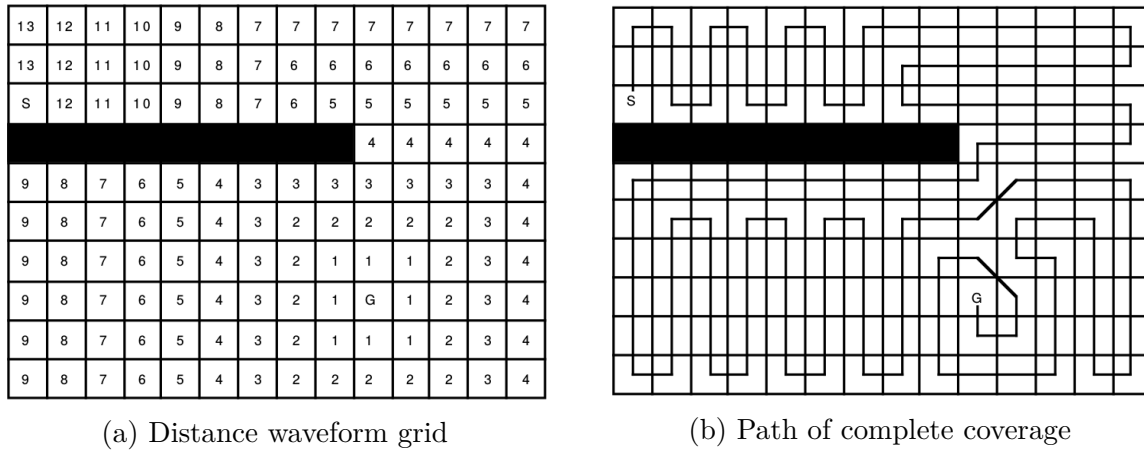 13 12 11 10 9 8 7 7 7 7 7 7 7 7
13 12 11 10 9 8 7 6 6 6 6 6 6 6
S 12 11 10 9 8 7 6 5 5 5 5 5 5
S
4 4 4 4 4
9 8 7 6 5 4 3 3 3 3 3 3 3 4
9 8 7 6 5 4 3 2 2 2 2 2 3 4
9 8 7 6 5 4 3 2 1 1 1 2 3 4
9 8 7 6 5 4 3 2 1 G 1 2 3 4
G
9 8 7 6 5 4 3 2 1 1 1 2 3 4
9 8 7 6 5 4 3 2 2 2 2 2 3 4
(a) Distance waveform grid
(b) Path of complete coverage